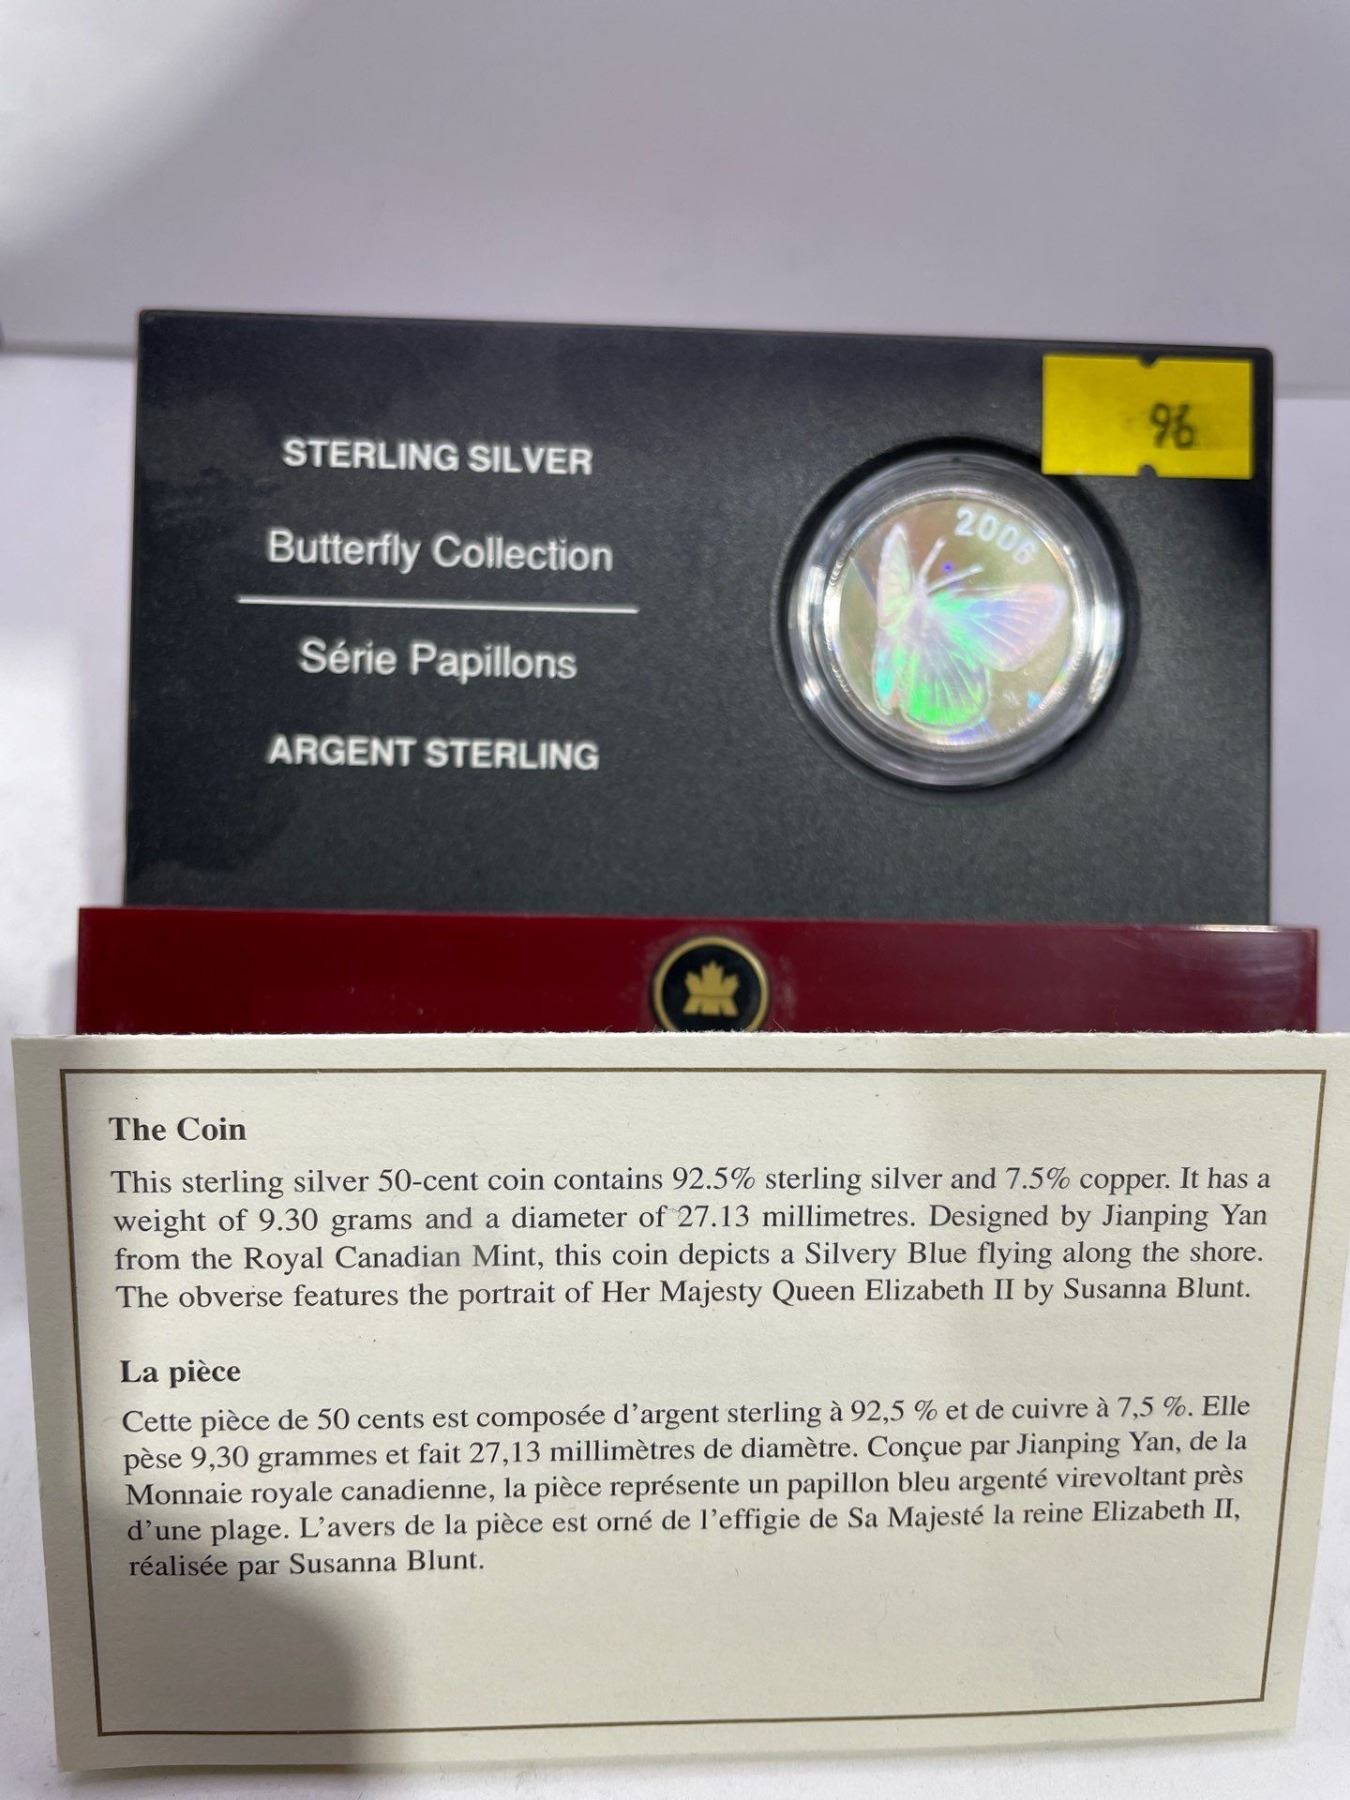 STERLING SILVER
Butterfly Collection
Série Papillons
ARGENT STERLING
96
2006
The Coin
This sterling silver 50-cent coin contains 92.5% sterling silver and 7.5% copper. It has a
weight of 9.30 grams and a diameter of 27.13 millimetres. Designed by Jianping Yan
from the Royal Canadian Mint, this coin depicts a Silvery Blue flying along the shore.
The obverse features the portrait of Her Majesty Queen Elizabeth II by Susanna Blunt.
La pièce
Cette pièce de 50 cents est composée d'argent sterling à 92,5 % et de cuivre à 7,5 %. Elle
pèse 9,30 grammes et fait 27,13 millimètres de diamètre. Conçue par Jianping Yan, de la
Monnaie royale canadienne, la pièce représente un papillon bleu argenté virevoltant près
d'une plage. L'avers de la pièce est orné de l'effigie de Sa Majesté la reine Elizabeth II,
réalisée par Susanna Blunt.